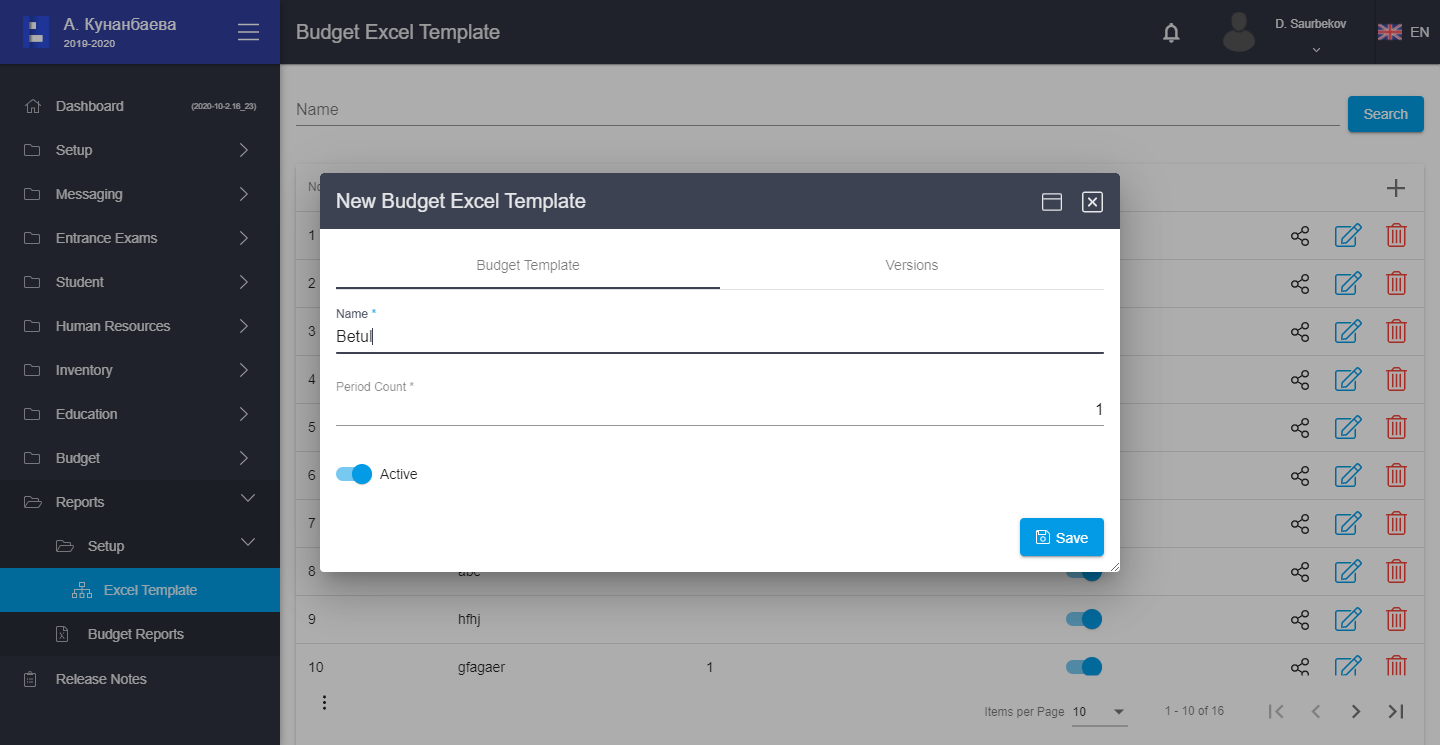 А. Кунанбаева
2019-2020
Budget Excel Template
D. Saurbekov
EN
Dashboard
(2020-10-2.16_23)
Setup
Messaging
Entrance Exams
Student
Human Resources
Inventory
Education
Budget
Reports
Setup
Excel Template
Budget Reports
Release Notes
Name
Search
New Budget Excel Template
Budget Template
Versions
Name *
Betul
Period Count *
1
Active
Save
1
2
3
4
5
6
7
8
9 hfhj
10 gfagaer 1
Items per Page 10
1 - 10 of 16